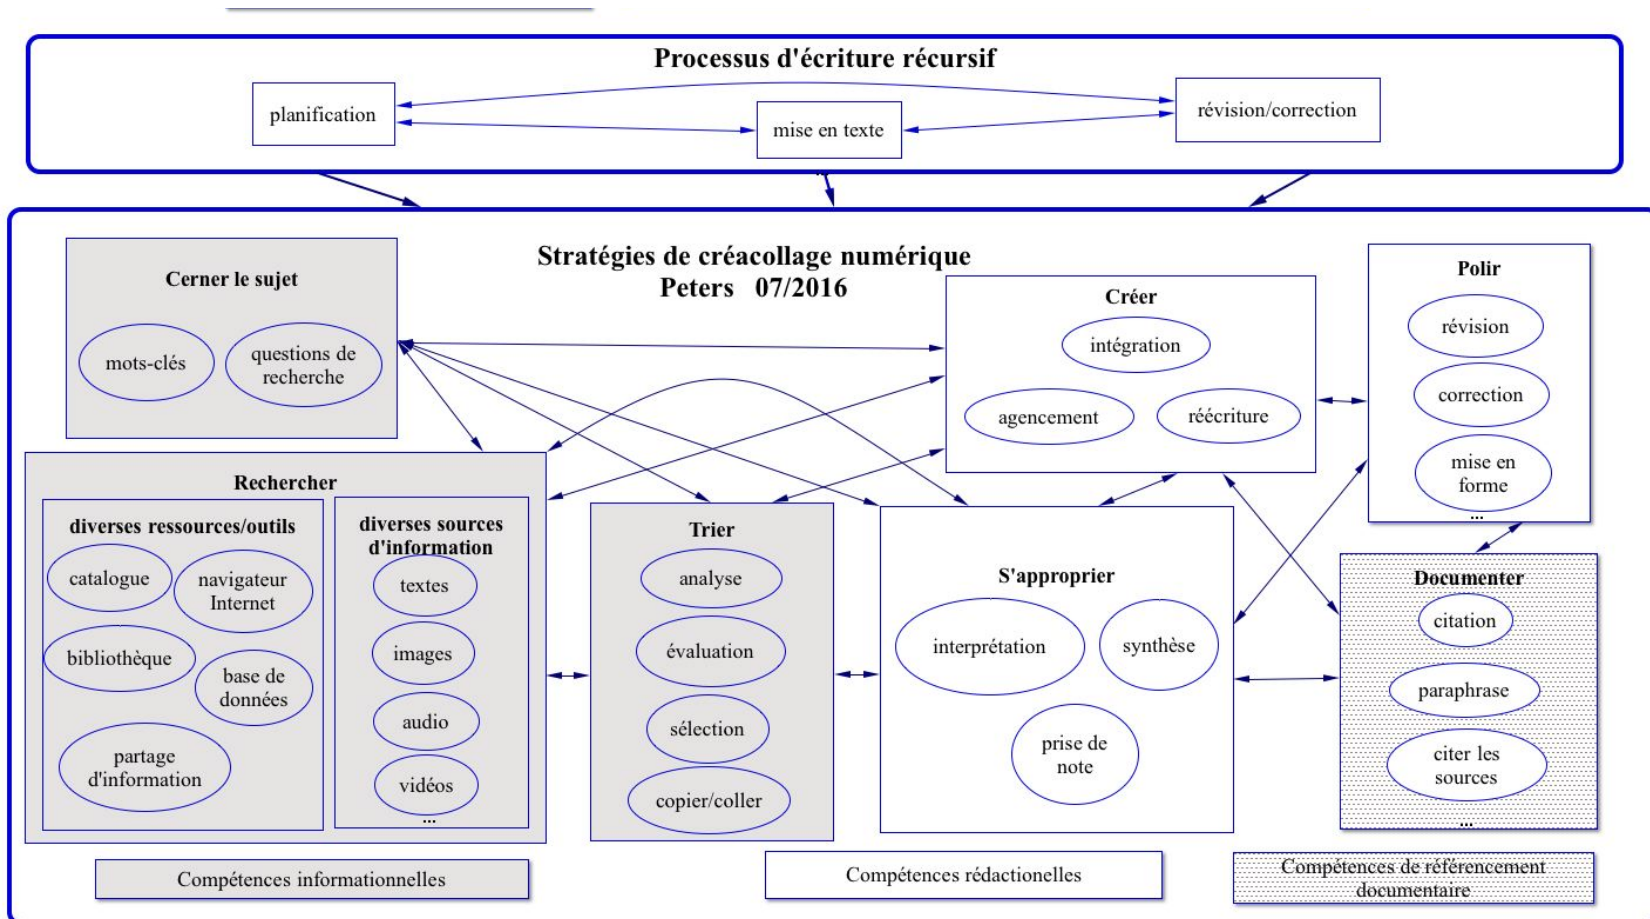 Processus d'écriture récursif
planification
mise en texte
révision/correction
Stratégies de créacollage numérique
Peters 07/2016
Cerner le sujet
mots-clés
questions de
recherche
Créer
intégration
agencement
réécriture
Polir
révision
correction
mise en
forme
...
Rechercher
diverses ressources/outils
catalogue
navigateur
Internet
bibliothèque
base de
données
partage
d'information
diverses sources
d'information
textes
images
audio
vidéos
...
Trier
analyse
évaluation
sélection
copier/coller
S'approprier
interprétation
synthèse
prise de
note
Documenter
citation
paraphrase
citer les
sources
...
Compétences informationnelles
Compétences rédactionelles
Compétences de référencement
documentaire